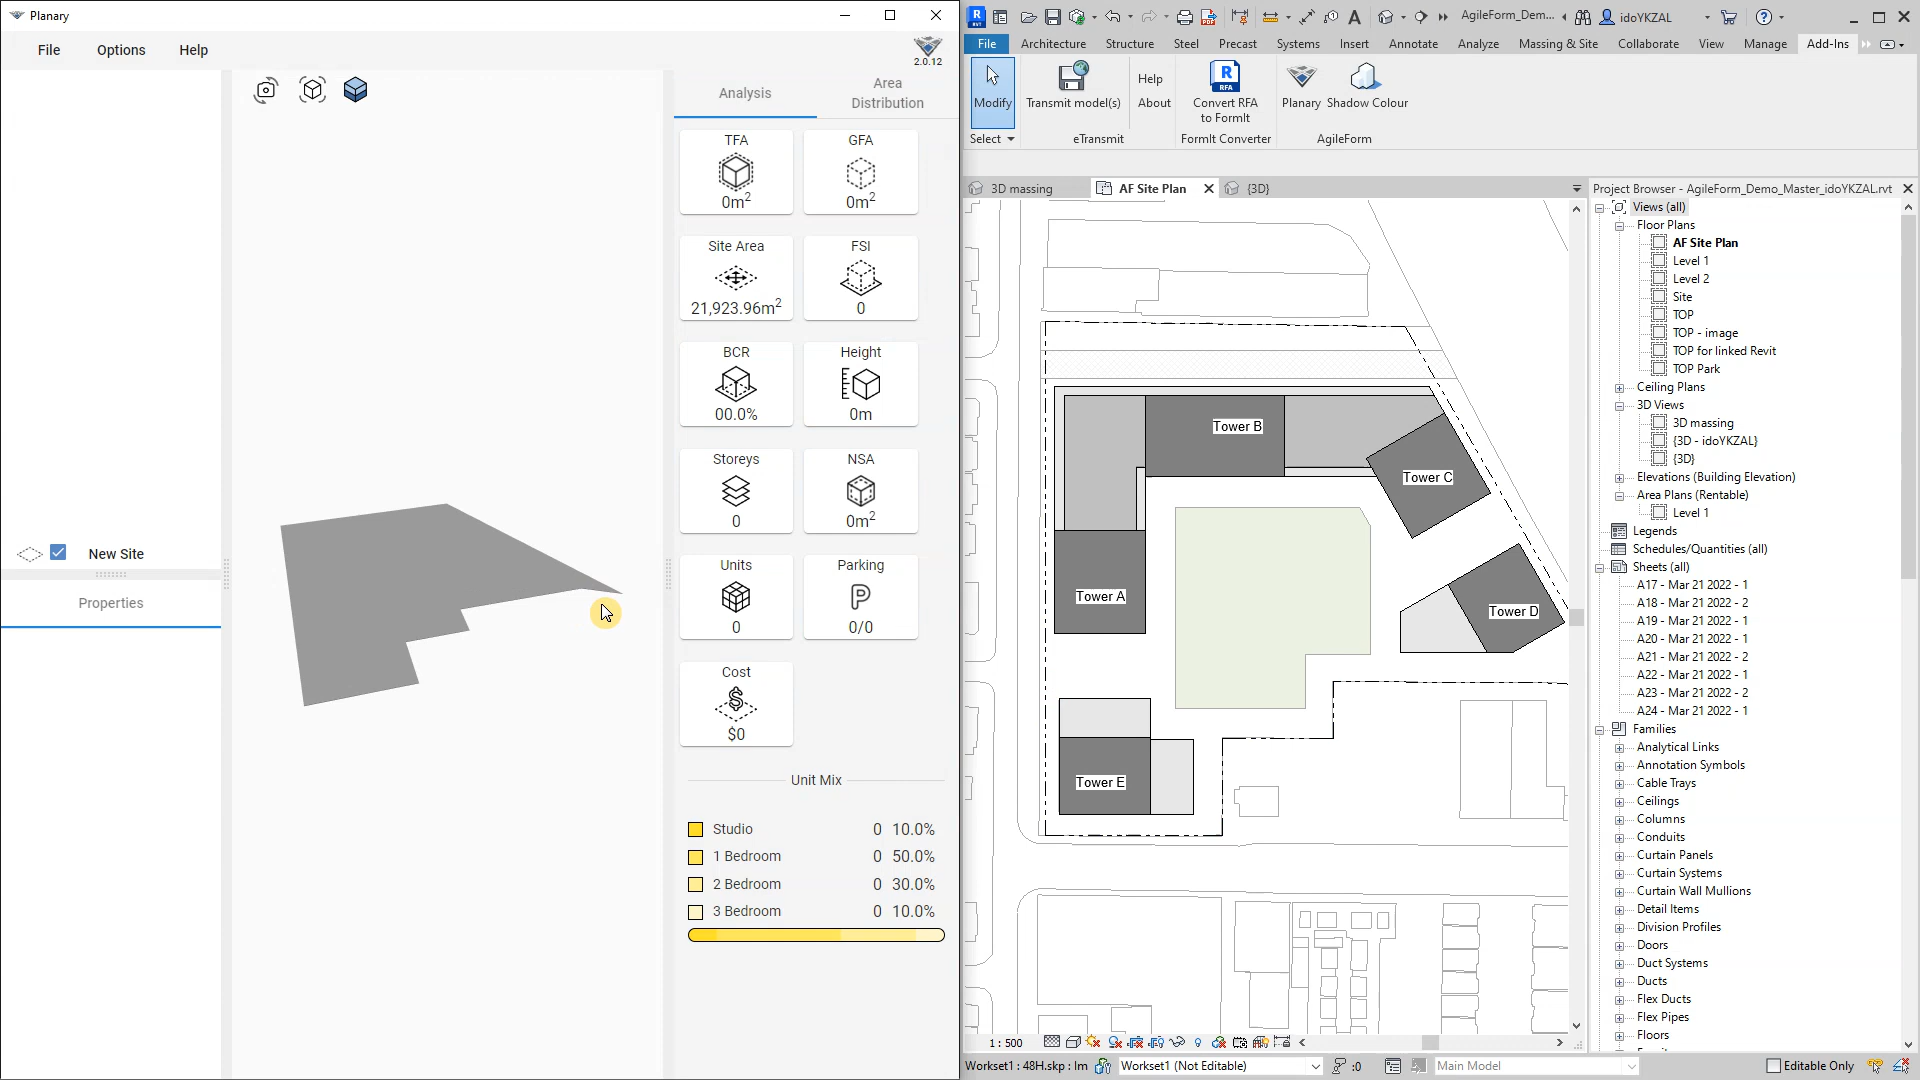 Planary
File
Options
Help
2.0.12
Analysis
Area
Distribution
TFA
0m²
GFA
0m²
Site Area
21,923.96m²
FSI
0
BCR
00.0%
Height
0m
Storeys
0
NSA
0m²
Units
0
Parking
0/0
Cost
$0
Unit Mix
Studio 0 10.0%
1 Bedroom 0 50.0%
2 Bedroom 0 30.0%
3 Bedroom 0 10.0%
New Site
Properties
AgileForm_Dem...
idoYKZAL
File
Architecture
Structure
Steel
Precast
Systems
Insert
Annotate
Analyze
Massing & Site
Collaborate
View
Manage
Add-Ins
Modify
Select
Transmit model(s)
Help
About
eTransmit
RFA
Convert RFA
to FormIt
FormIt Converter
Planary
Shadow Colour
AgileForm
3D massing
AF Site Plan
{3D}
Tower B
Tower C
Tower A
Tower D
Tower E
Project Browser - AgileForm_Demo_Master_idoYKZAL.rvt
Views (all)
Floor Plans
AF Site Plan
Level 1
Level 2
Site
TOP
TOP - image
TOP for linked Revit
TOP Park
Ceiling Plans
3D Views
3D massing
{3D - idoYKZAL}
{3D}
Elevations (Building Elevation)
Area Plans (Rentable)
Level 1
Legends
Schedules/Quantities (all)
Sheets (all)
A17 - Mar 21 2022 - 1
A18 - Mar 21 2022 - 2
A19 - Mar 21 2022 - 1
A20 - Mar 21 2022 - 1
A21 - Mar 21 2022 - 2
A22 - Mar 21 2022 - 1
A23 - Mar 21 2022 - 2
A24 - Mar 21 2022 - 1
Families
Analytical Links
Annotation Symbols
Cable Trays
Ceilings
Columns
Conduits
Curtain Panels
Curtain Systems
Curtain Wall Mullions
Detail Items
Division Profiles
Doors
Duct Systems
Ducts
Flex Ducts
Flex Pipes
Floors
1 : 500
Workset1 : 48H.skp : Im
Workset1 (Not Editable)
:0
Main Model
Editable Only